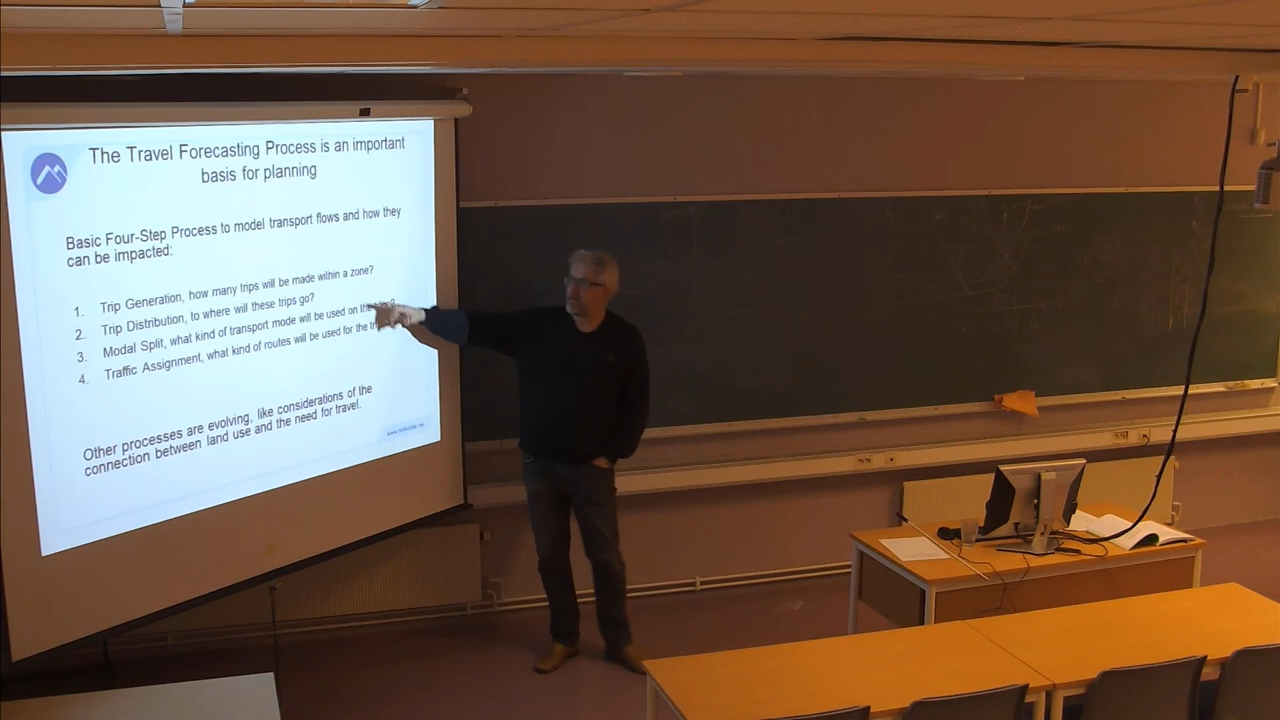 The Travel Forecasting Process is an important
basis for planning
Basic Four-Step Process to model transport flows and how they
can be impacted:
1. Trip Generation, how many trips will be made within a zone?
2. Trip Distribution, to where will these trips go?
3. Modal Split, what kind of transport mode will be used on the
4. Traffic Assignment, what kind of routes will be used for the
Other processes are evolving, like considerations of the
connection between land use and the need for travel.